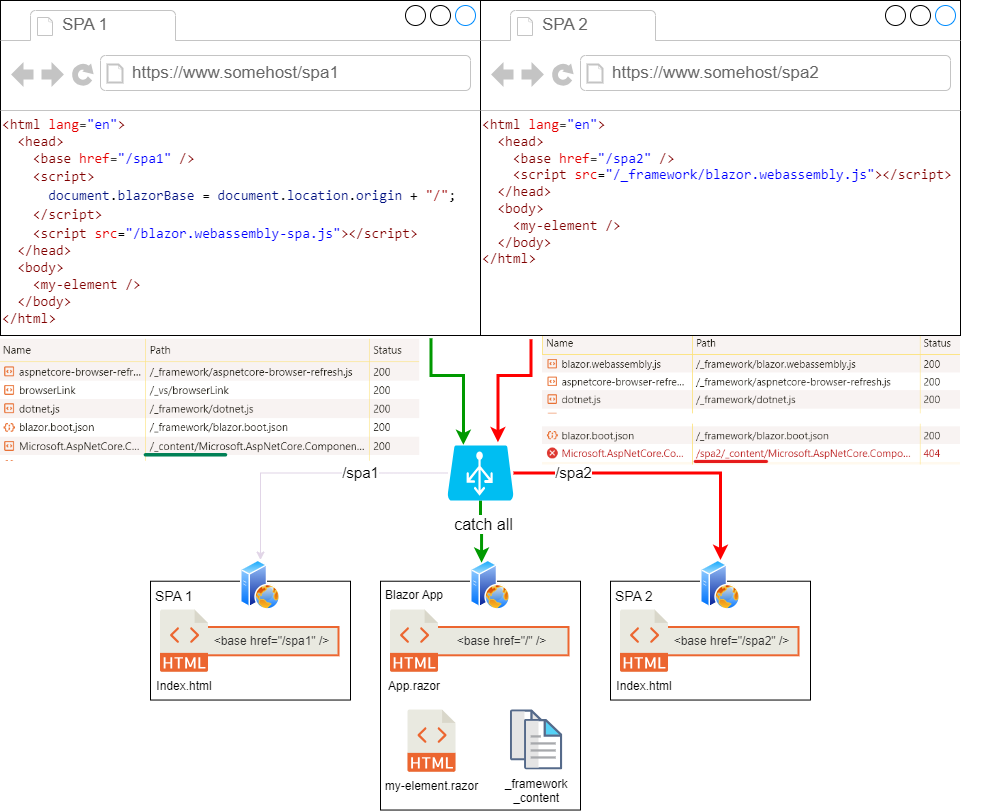 SPA 1
https://www.somehost/spa1
<html lang="en">
<head>
<base href="/spa1" />
<script>
document.blazorBase = document.location.origin + "/";
</script>
<script src="/blazor.webassembly-spa.js"></script>
</head>
<body>
<my-element />
</body>
</html>
SPA 2
https://www.somehost/spa2
<html lang="en">
<head>
<base href="/spa2" />
<script src="/_framework/blazor.webassembly.js"></script>
</head>
<body>
<my-element />
</body>
</html>
Name Path Status
aspnetcore-browser-refr... /_framework/aspnetcore-browser-refresh.js 200
browserLink /_vs/browserLink 200
dotnet.js /_framework/dotnet.js 200
blazor.boot.json /_framework/blazor.boot.json 200
Microsoft.AspNetCore.C... /_content/Microsoft.AspNetCore.Componen... 200
Name Path Status
blazor.webassembly.js /_framework/blazor.webassembly.js 200
aspnetcore-browser-refre... /_framework/aspnetcore-browser-refresh.js 200
dotnet.js /_framework/dotnet.js 200
blazor.boot.json /_framework/blazor.boot.json 200
Microsoft.AspNetCore.Co... /spa2/_content/Microsoft.AspNetCore.Compo... 404
/spa1
/spa2
catch all
SPA 1
<base href="/spa1" />
HTML
Index.html
Blazor App
<base href="/" />
HTML
App.razor
HTML
my-element.razor
_framework
_content
SPA 2
<base href="/spa2" />
HTML
Index.html